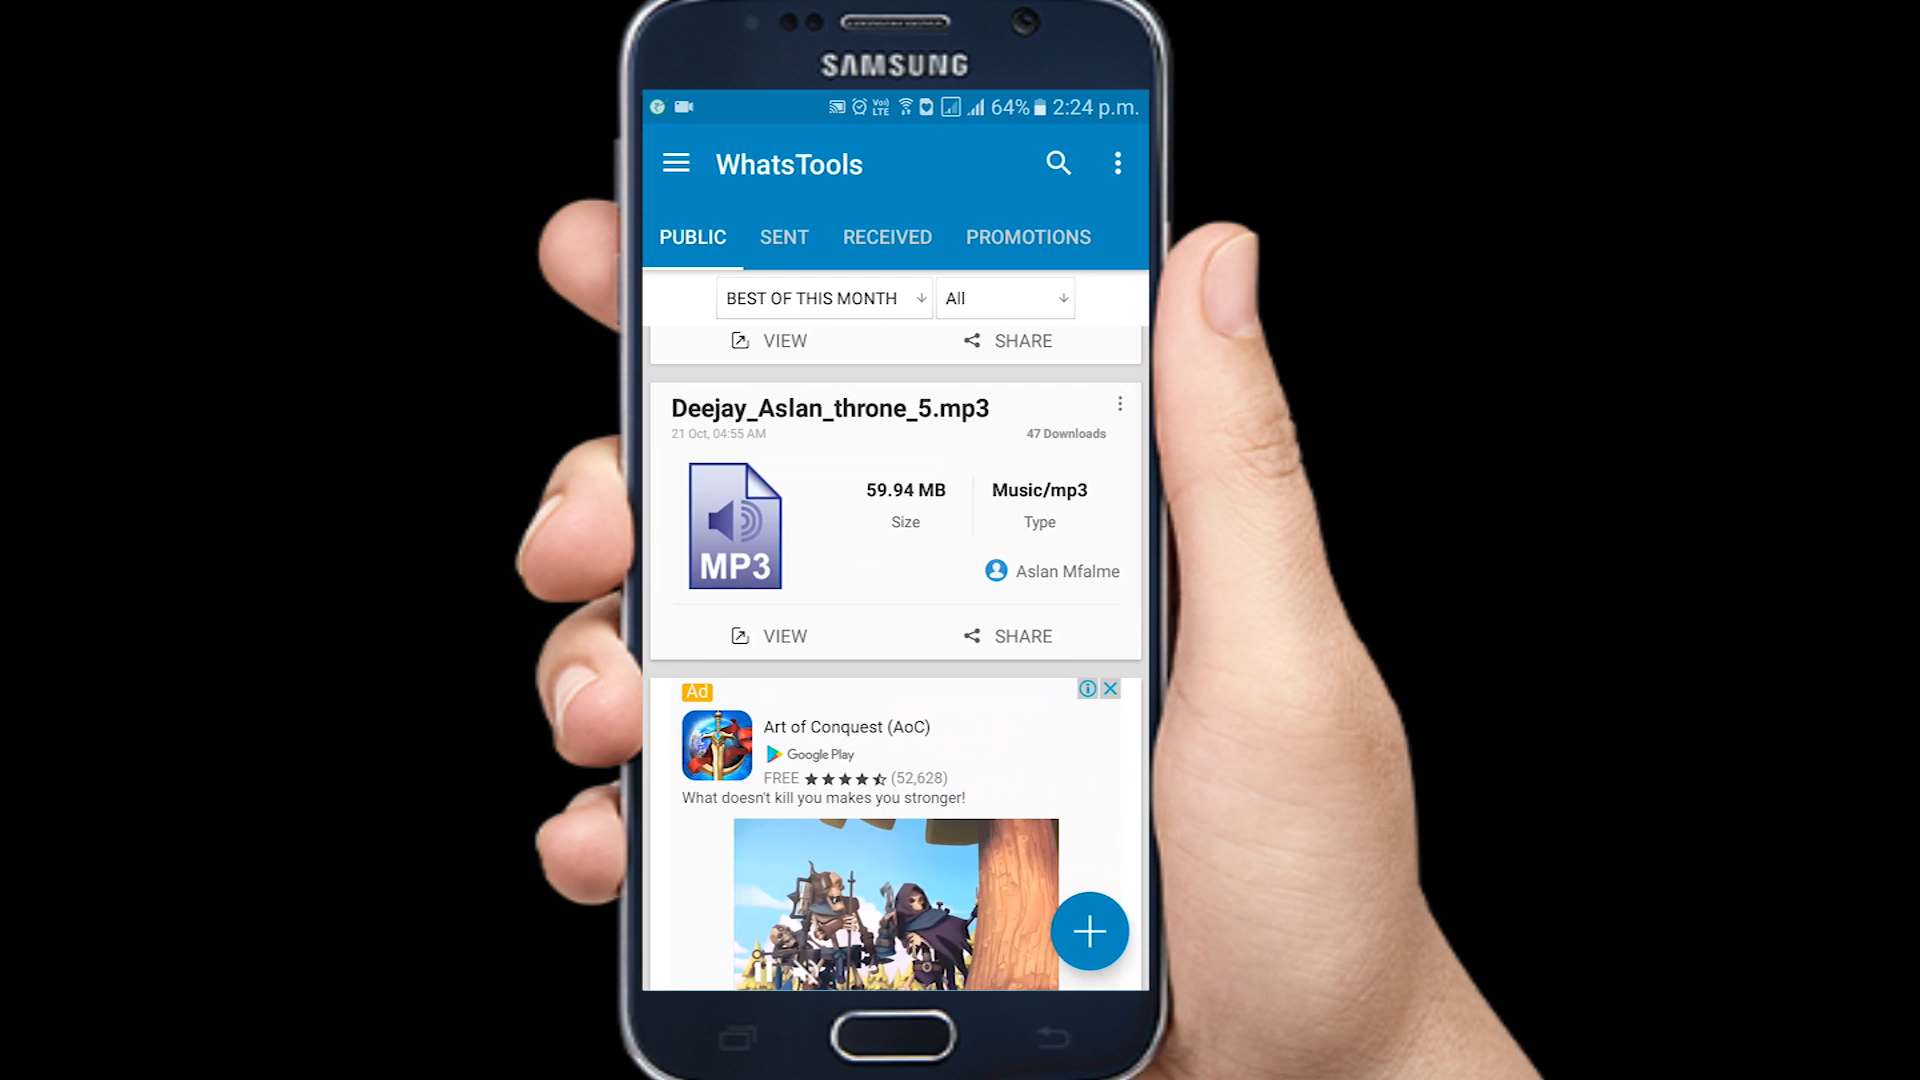 SAMSUNG
Vo)) LTE 64% 2:24 p.m.
WhatsTools
PUBLIC SENT RECEIVED PROMOTIONS
BEST OF THIS MONTH All
VIEW SHARE
Deejay_Aslan_throne_5.mp3
21 Oct, 04:55 AM 47 Downloads
59.94 MB Music/mp3
Size Type
MP3
Aslan Mfalme
VIEW SHARE
Ad
Art of Conquest (AoC)
Google Play
FREE (52,628)
What doesn't kill you makes you stronger!